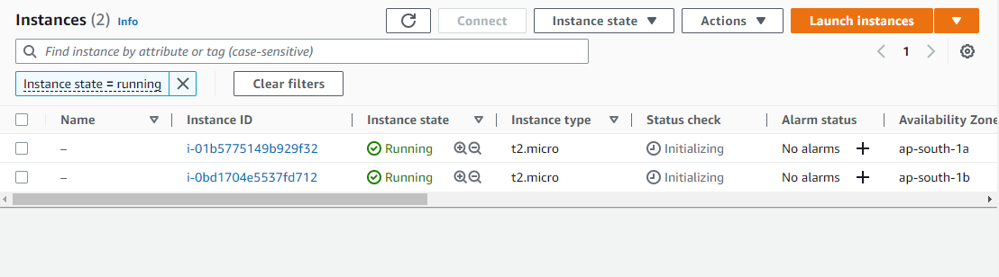 Instances (2) Info Connect Instance state Actions Launch instances
Find instance by attribute or tag (case-sensitive) 1
Instance state = running Clear filters
Name Instance ID Instance state Instance type Status check Alarm status Availability Zone
– i-01b5775149b929f32 Running t2.micro Initializing No alarms + ap-south-1a
– i-0bd1704e5537fd712 Running t2.micro Initializing No alarms + ap-south-1b